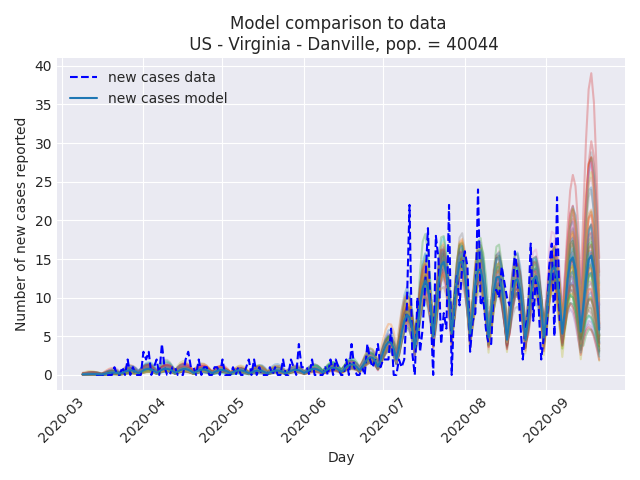 Model comparison to data
US - Virginia - Danville, pop. = 40044
new cases data
new cases model
Number of new cases reported
40
35
30
25
20
15
10
5
0
2020-03
2020-04
2020-05
2020-06
2020-07
2020-08
2020-09
Day